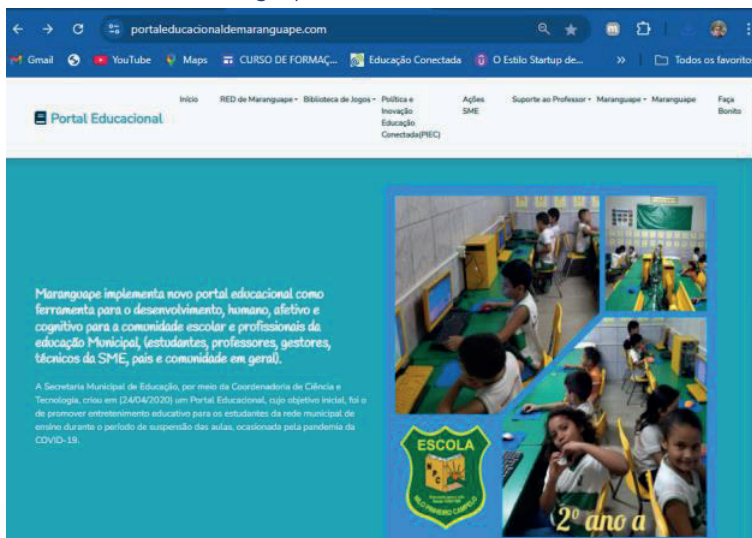 portaleducacionaldemaranguape.com
Gmail YouTube Maps CURSO DE FORMAÇ... Educação Conectada O Estilo Startup de... » Todos os favoritos
Portal Educacional
Início
RED de Maranguape
Biblioteca de Jogos
Política e
Inovação
Educação
Conectada(PIEC)
Ações
SME
Suporte ao Professor
Maranguape
Maranguape
Faça
Bonito
Maranguape implementa novo portal educacional como
ferramenta para o desenvolvimento, humano, afetivo e
cognitivo para a comunidade escolar e profissionais da
educação Municipal, (estudantes, professores, gestores,
técnicos da SME, pais e comunidade em geral).
A Secretaria Municipal de Educação, por meio da Coordenadoria de Ciência e
Tecnologia, criou em (24/04/2020) um Portal Educacional, cujo objetivo inicial, foi o
de promover entretenimento educativo para os estudantes da rede municipal de
ensino durante o período de suspensão das aulas, ocasionada pela pandemia da
COVID-19.
ESCOLA
NPC
2º ano a